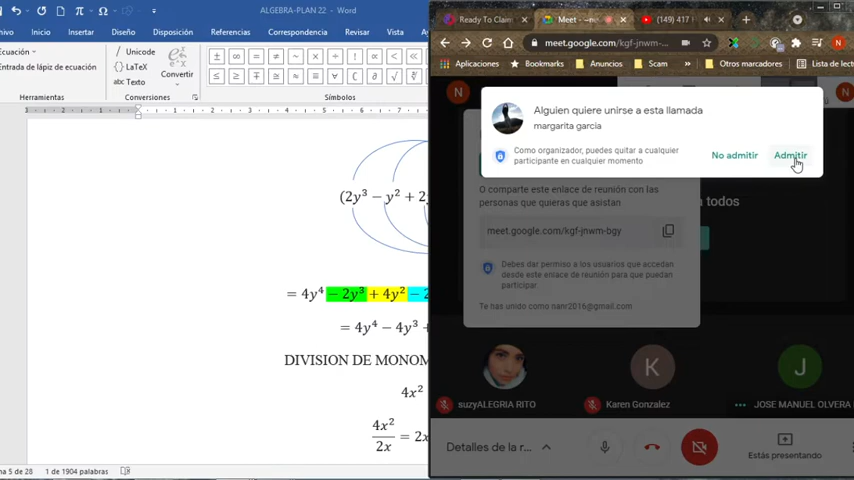 ALGEBRA-PLAN 22 - Word
Inicio Insertar Diseño Disposición Referencias Correspondencia Revisar Vista
Ecuación
Entrada de lápiz de ecuación
Unicode
LaTeX
abc Texto
Convertir
± ∞ = ≠ ~ × ÷ ! ∝ <
≤ ≥ ∓ ≅ ≈ ≡ ∀ ∁ ∂ √
Herramientas
Símbolos
(2y³ − y² + 2y
= 4y⁴ − 2y³ + 4y² − 2
= 4y⁴ − 4y³ +
DIVISION DE MONOM
4x²
4x²
2x
= 2x
5 de 28 1 de 1904 palabras
Ready To Claim
Meet -
(149) 417
meet.google.com/kgf-jnwm-
N
Aplicaciones Bookmarks Anuncios Scam » Otros marcadores Lista de lectu
N
Alguien quiere unirse a esta llamada
margarita garcia
Como organizador, puedes quitar a cualquier
participante en cualquier momento
No admitir Admitir
O comparte este enlace de reunión con las
personas que quieras que asistan
a todos
meet.google.com/kgf-jnwm-bgy
Debes dar permiso a los usuarios que accedan
desde este enlace de reunión para que puedan
participar.
Te has unido como nanr2016@gmail.com
K
J
suzyALEGRIA RITO
Karen Gonzalez
JOSE MANUEL OLVERA
Detalles de la r...
Estás presentando